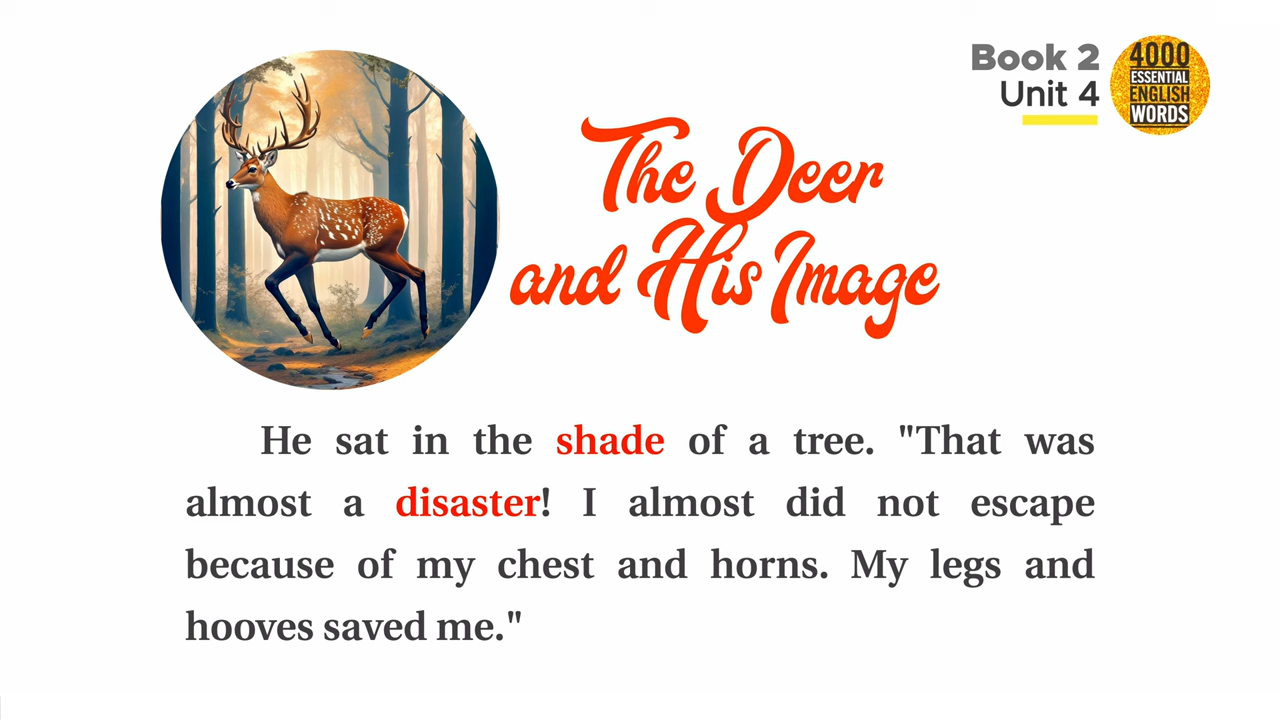 Book 2
Unit 4
4000
ESSENTIAL
ENGLISH
WORDS
The Deer
and His Image
He sat in the shade of a tree. "That was
almost a disaster! I almost did not escape
because of my chest and horns. My legs and
hooves saved me."